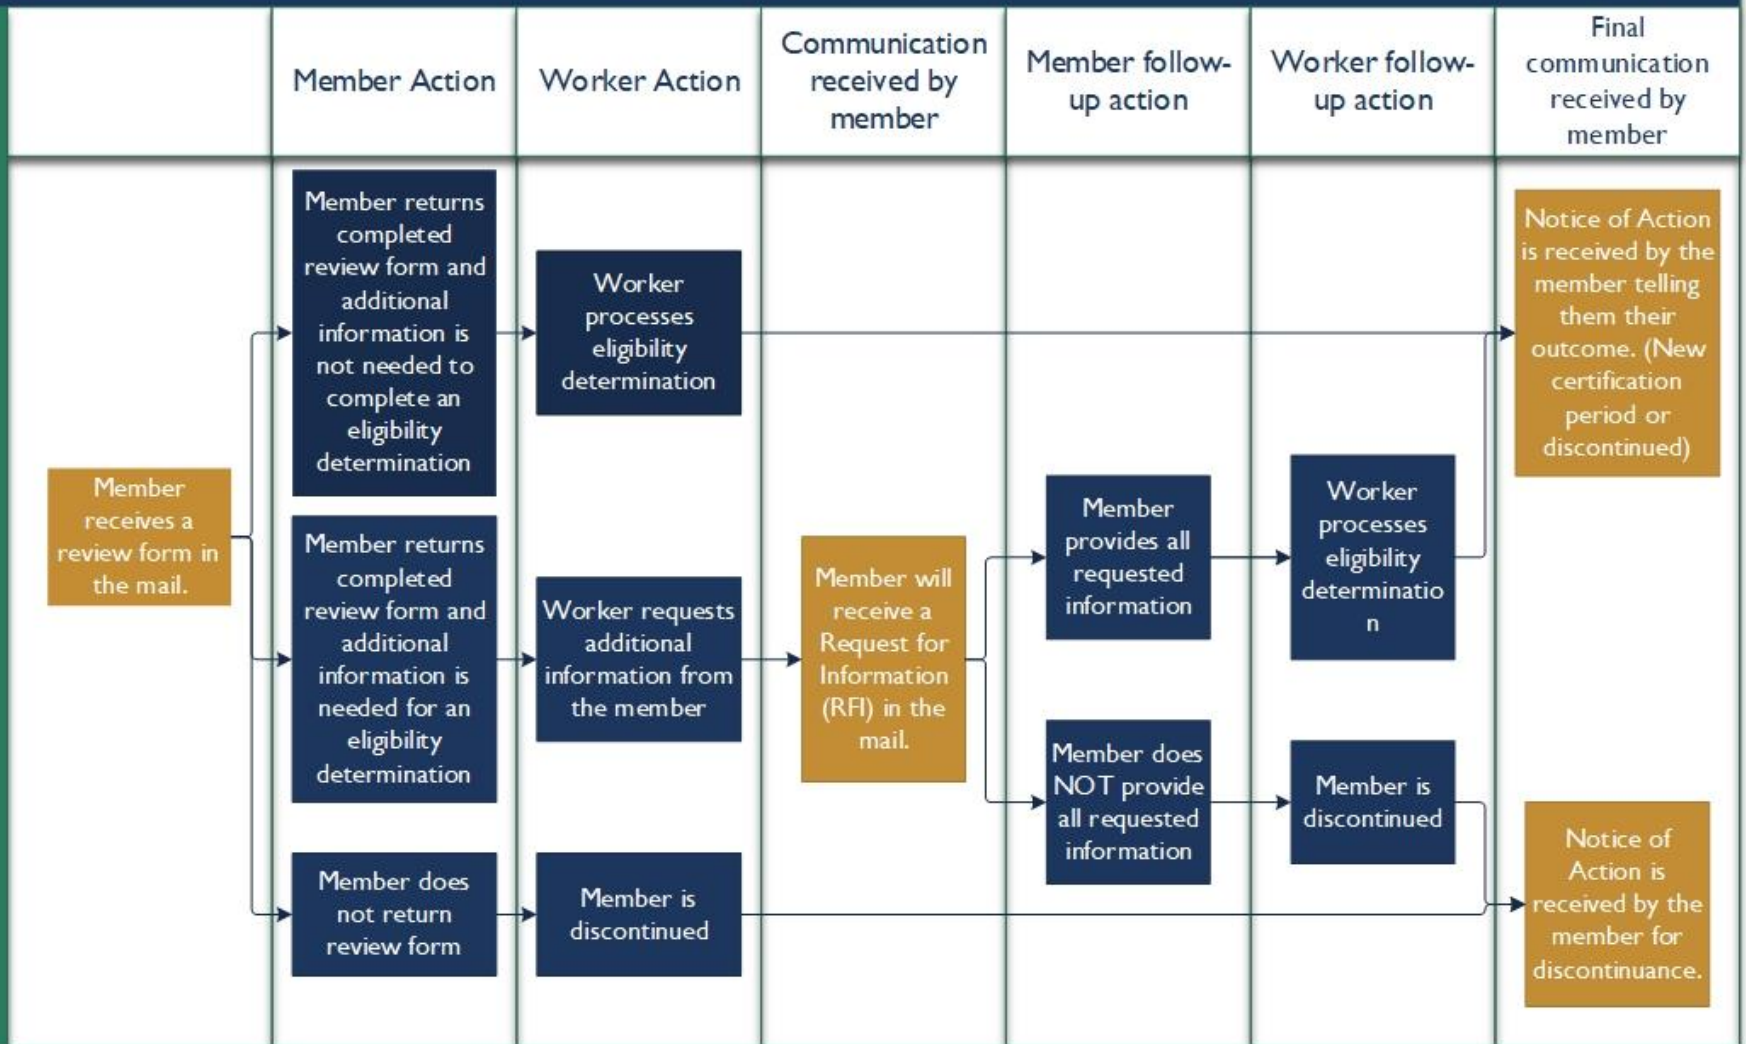 Member Action
Worker Action
Communication
received by
member
Member follow-
up action
Worker follow-
up action
Final
communication
received by
member
Member
receives a
review form in
the mail.
Member returns
completed
review form and
additional
information is
not needed to
complete an
eligibility
determination
Worker
processes
eligibility
determination
Notice of Action
is received by the
member telling
them their
outcome. (New
certification
period or
discontinued)
Member returns
completed
review form and
additional
information is
needed for an
eligibility
determination
Worker requests
additional
information from
the member
Member will
receive a
Request for
Information
(RFI) in the
mail.
Member
provides all
requested
information
Worker
processes
eligibility
determinatio
n
Member does
NOT provide
all requested
information
Member is
discontinued
Member does
not return
review form
Member is
discontinued
Notice of
Action is
received by the
member for
discontinuance.